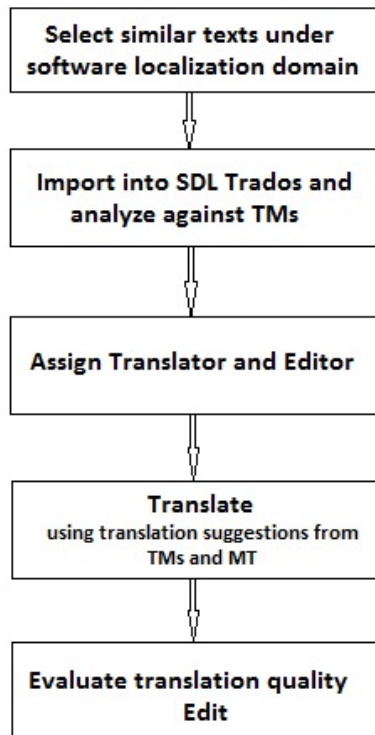 Select similar texts under
software localization domain
Import into SDL Trados and
analyze against TMs
Assign Translator and Editor
Translate
using translation suggestions from
TMs and MT
Evaluate translation quality
Edit